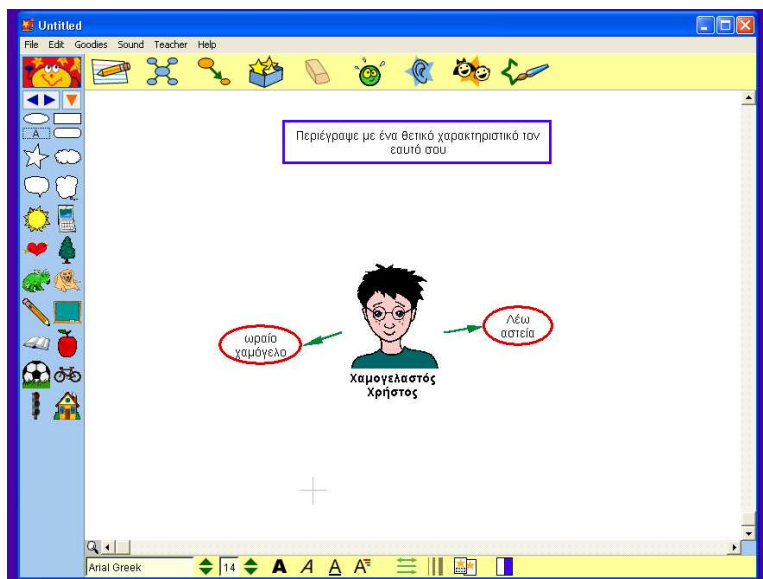 Untitled
File Edit Goodies Sound Teacher Help
A
Περιέγραψε με ένα θετικό χαρακτηριστικό τον
εαυτό σου
Λέω
αστεία
ωραίο
χαμόγελο
Χαμογελαστός
Χρήστος
Arial Greek 14 A A A A